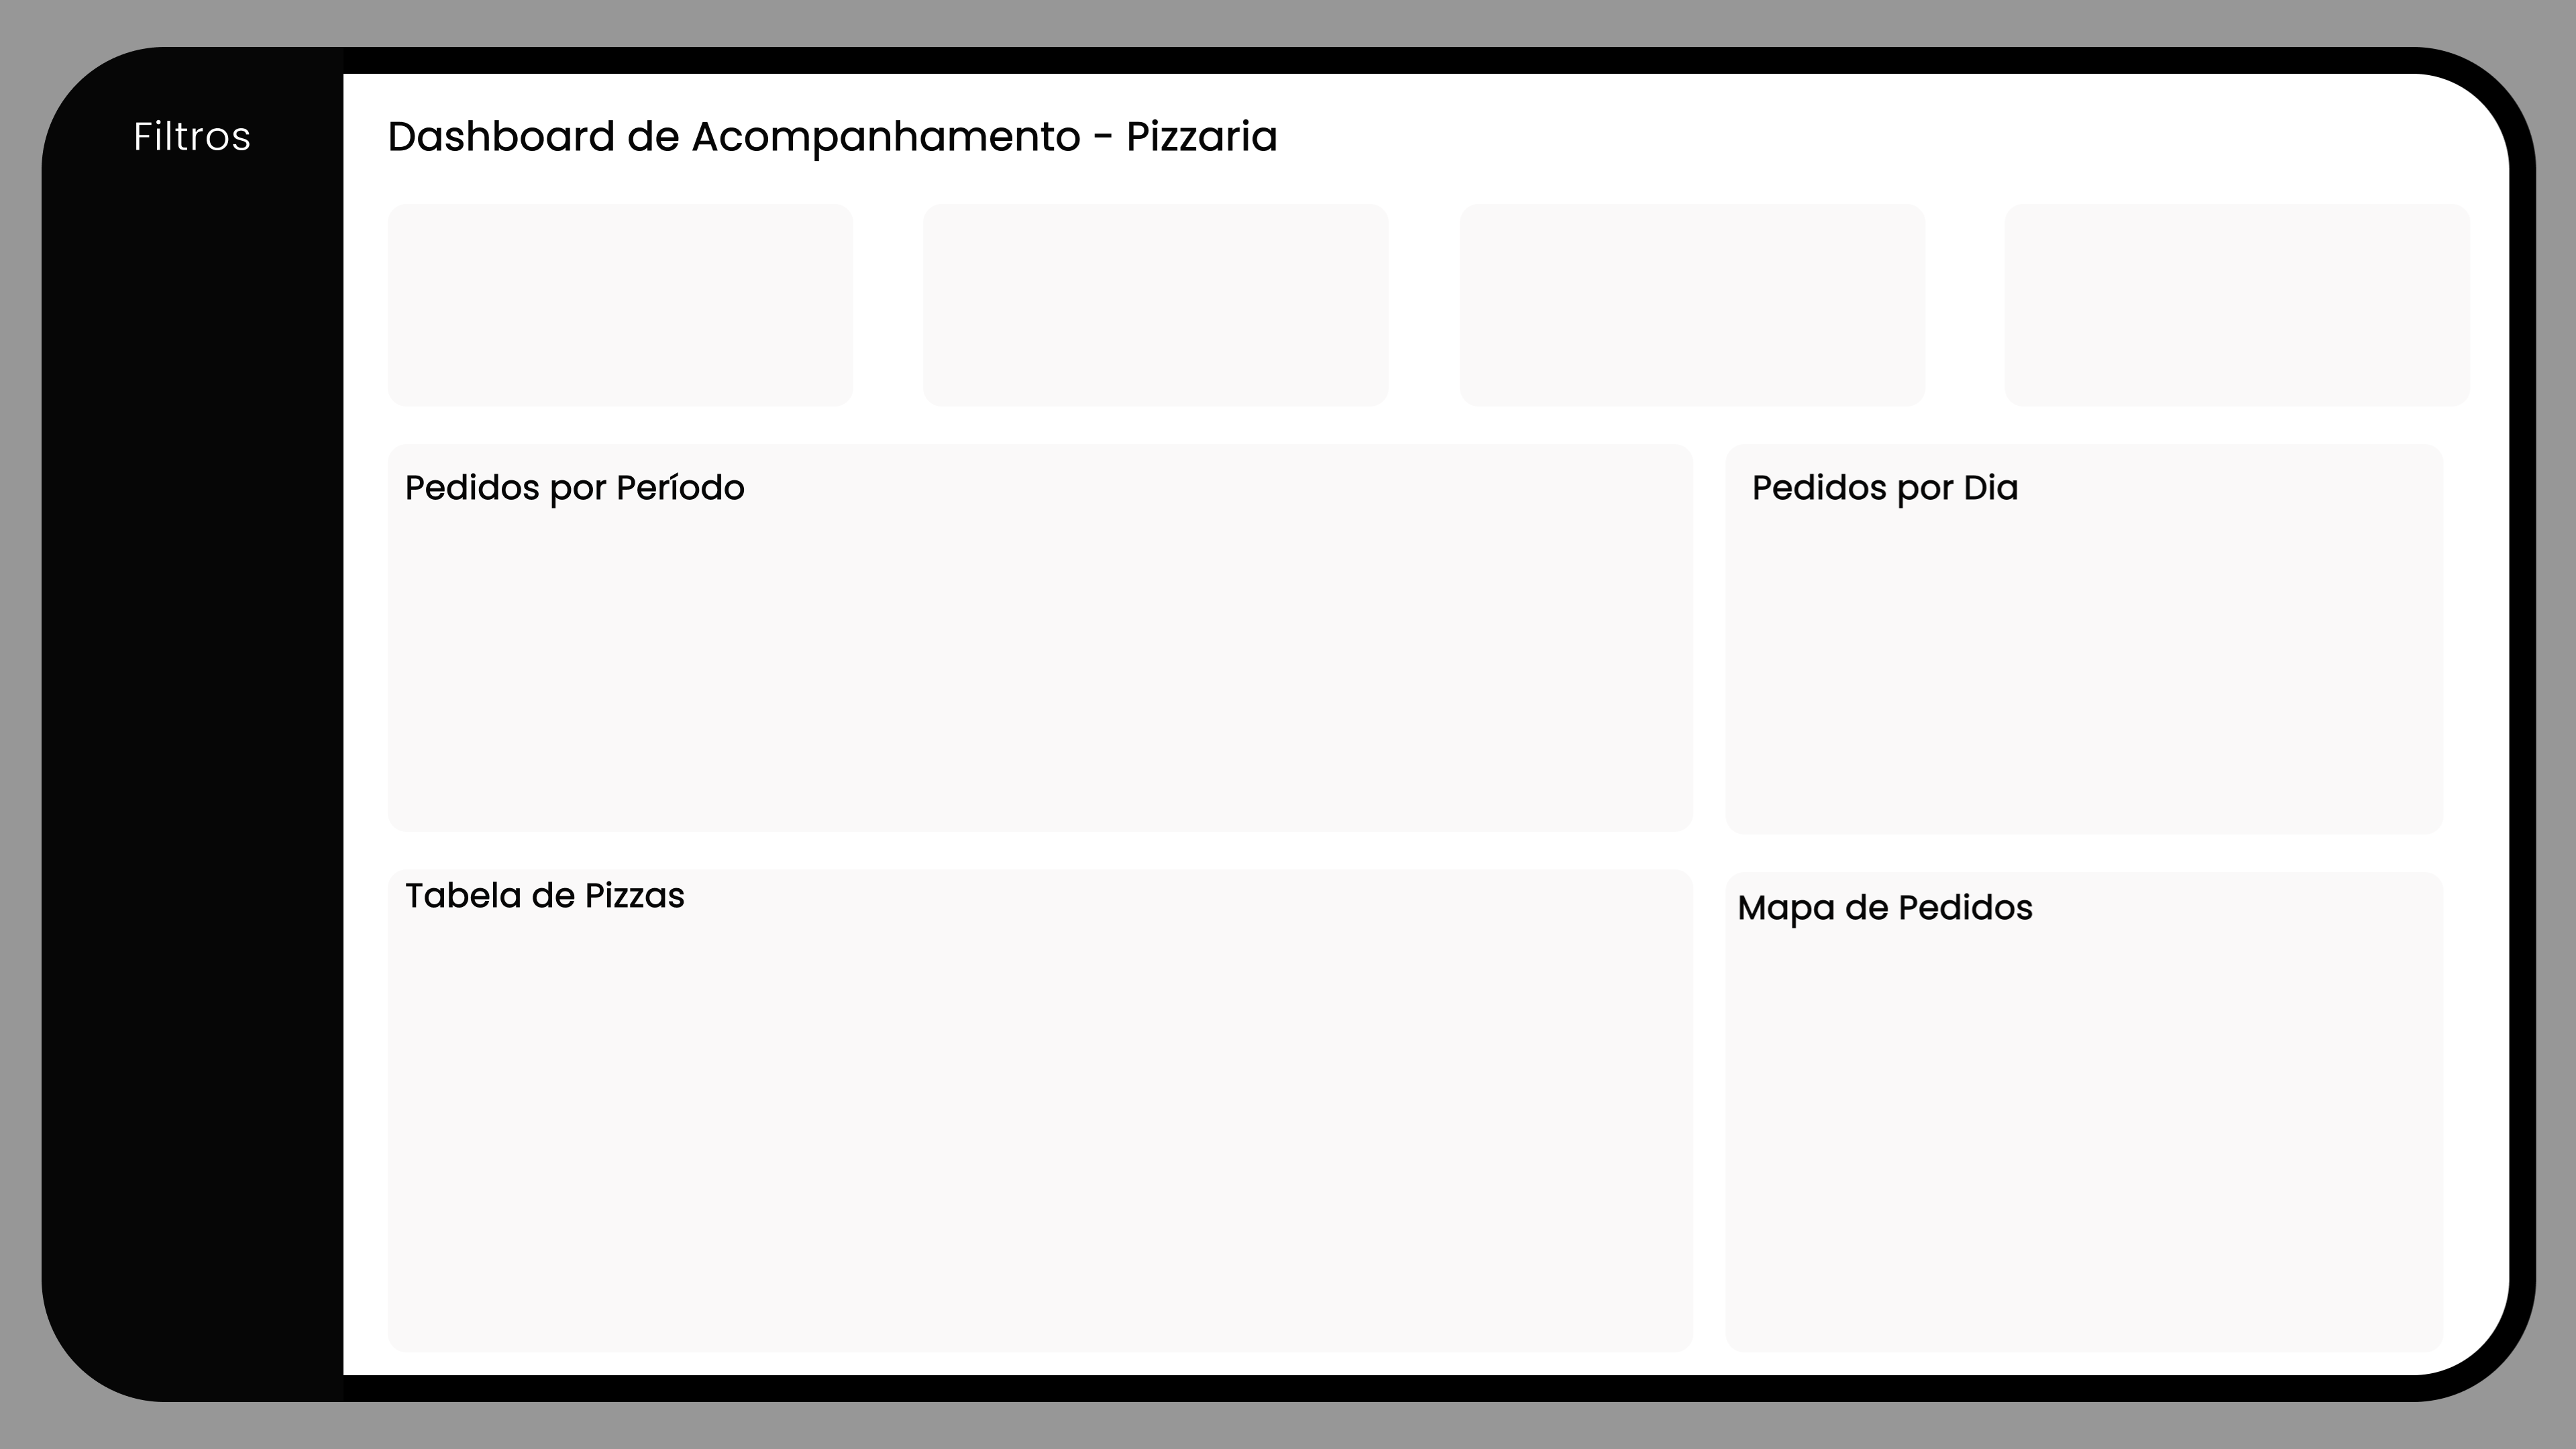 Filtros
Dashboard de Acompanhamento - Pizzaria
Pedidos por Período
Pedidos por Dia
Tabela de Pizzas
Mapa de Pedidos